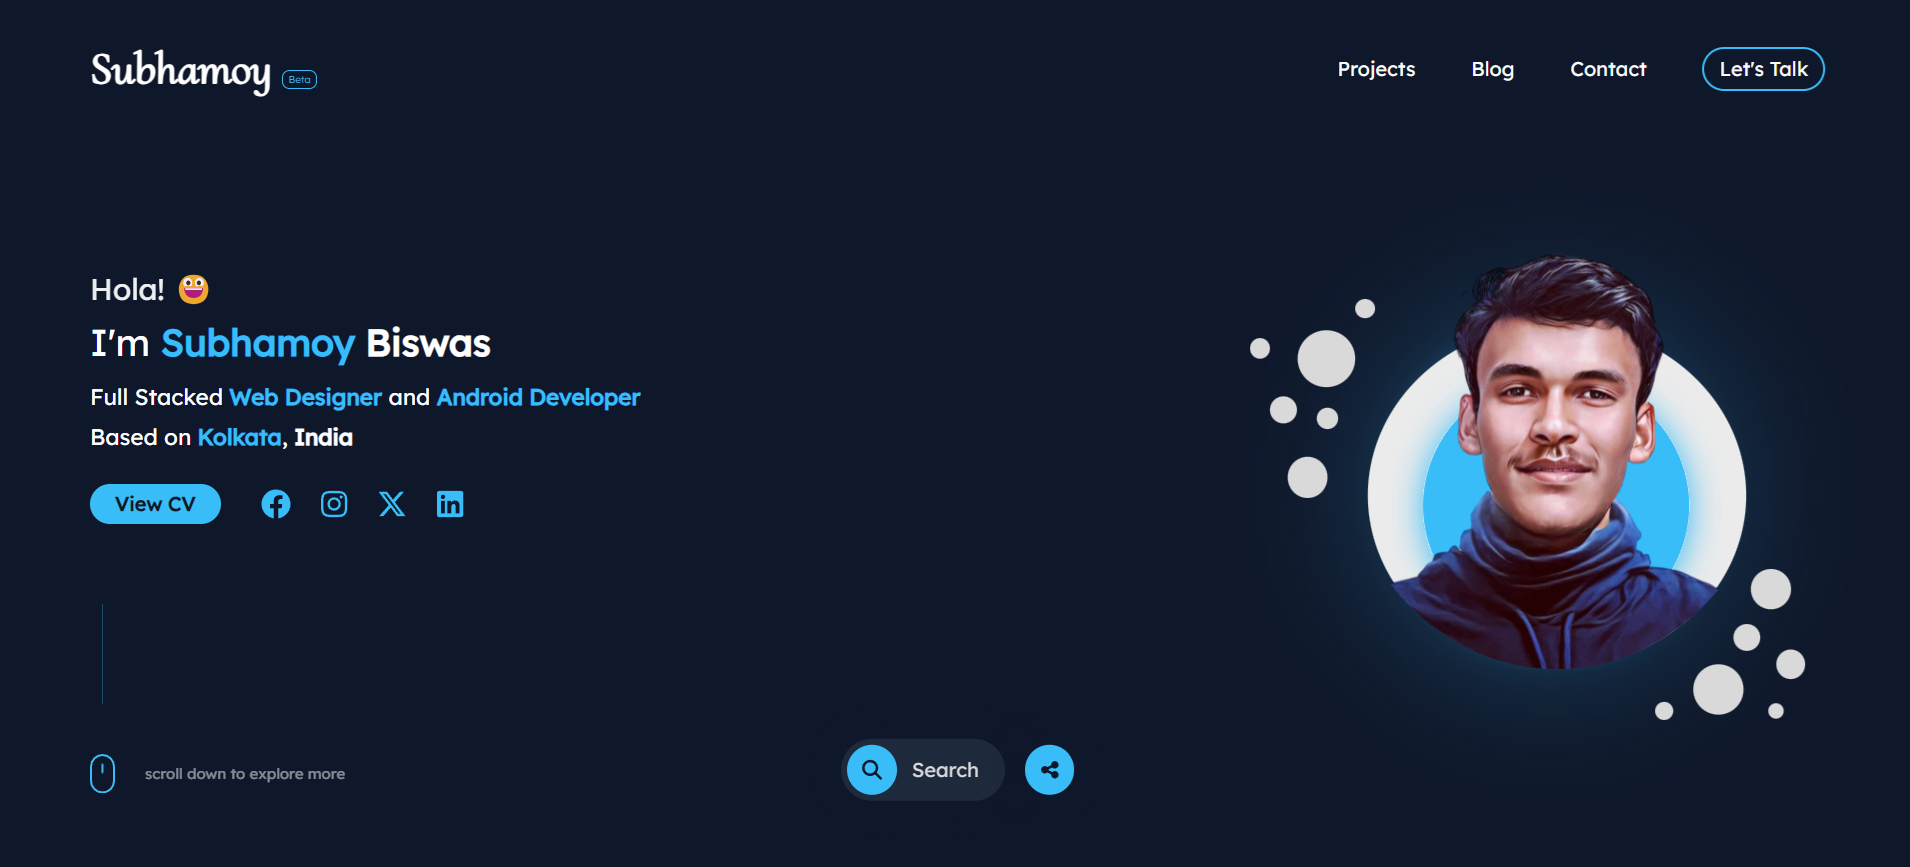 Subhamoy Beta
Projects Blog Contact Let's Talk
Hola!
I'm Subhamoy Biswas
Full Stacked Web Designer and Android Developer
Based on Kolkata, India
View CV
scroll down to explore more
Search